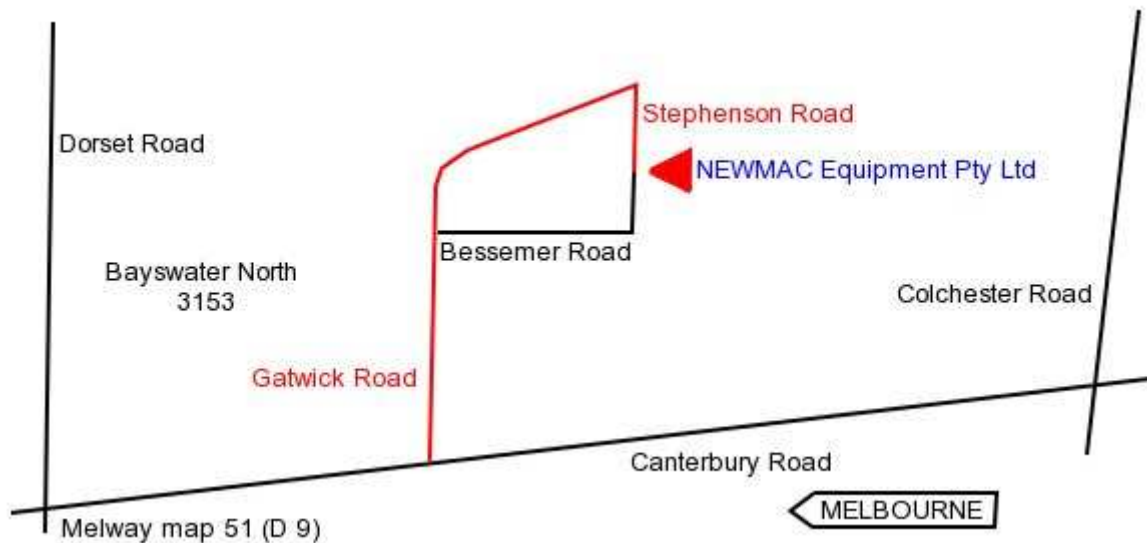 Stephenson Road
Dorset Road
NEWMAC Equipment Pty Ltd
Bessemer Road
Bayswater North
3153
Colchester Road
Gatwick Road
Canterbury Road
MELBOURNE
Melway map 51 (D 9)